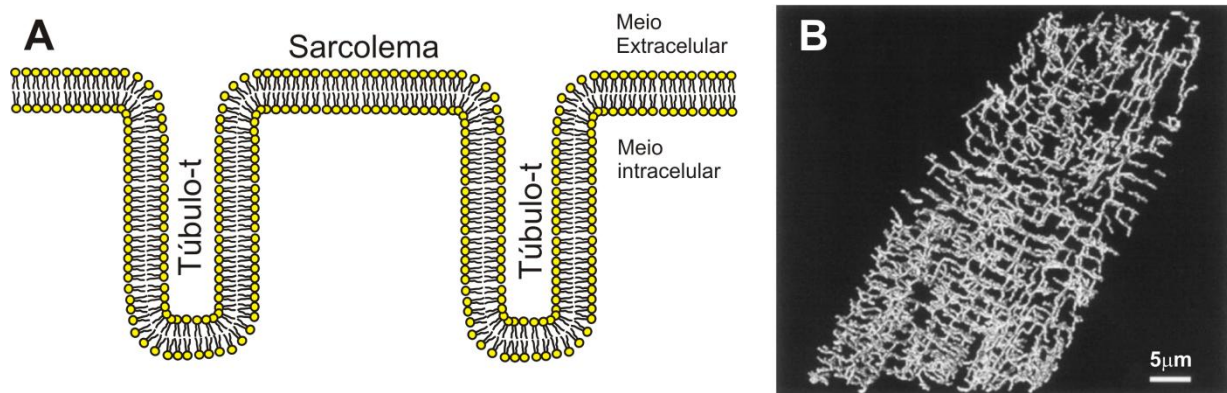 A
Sarcolema
Meio
Extracelular
Túbulo-t
Túbulo-t
Meio
intracelular
B
5µm